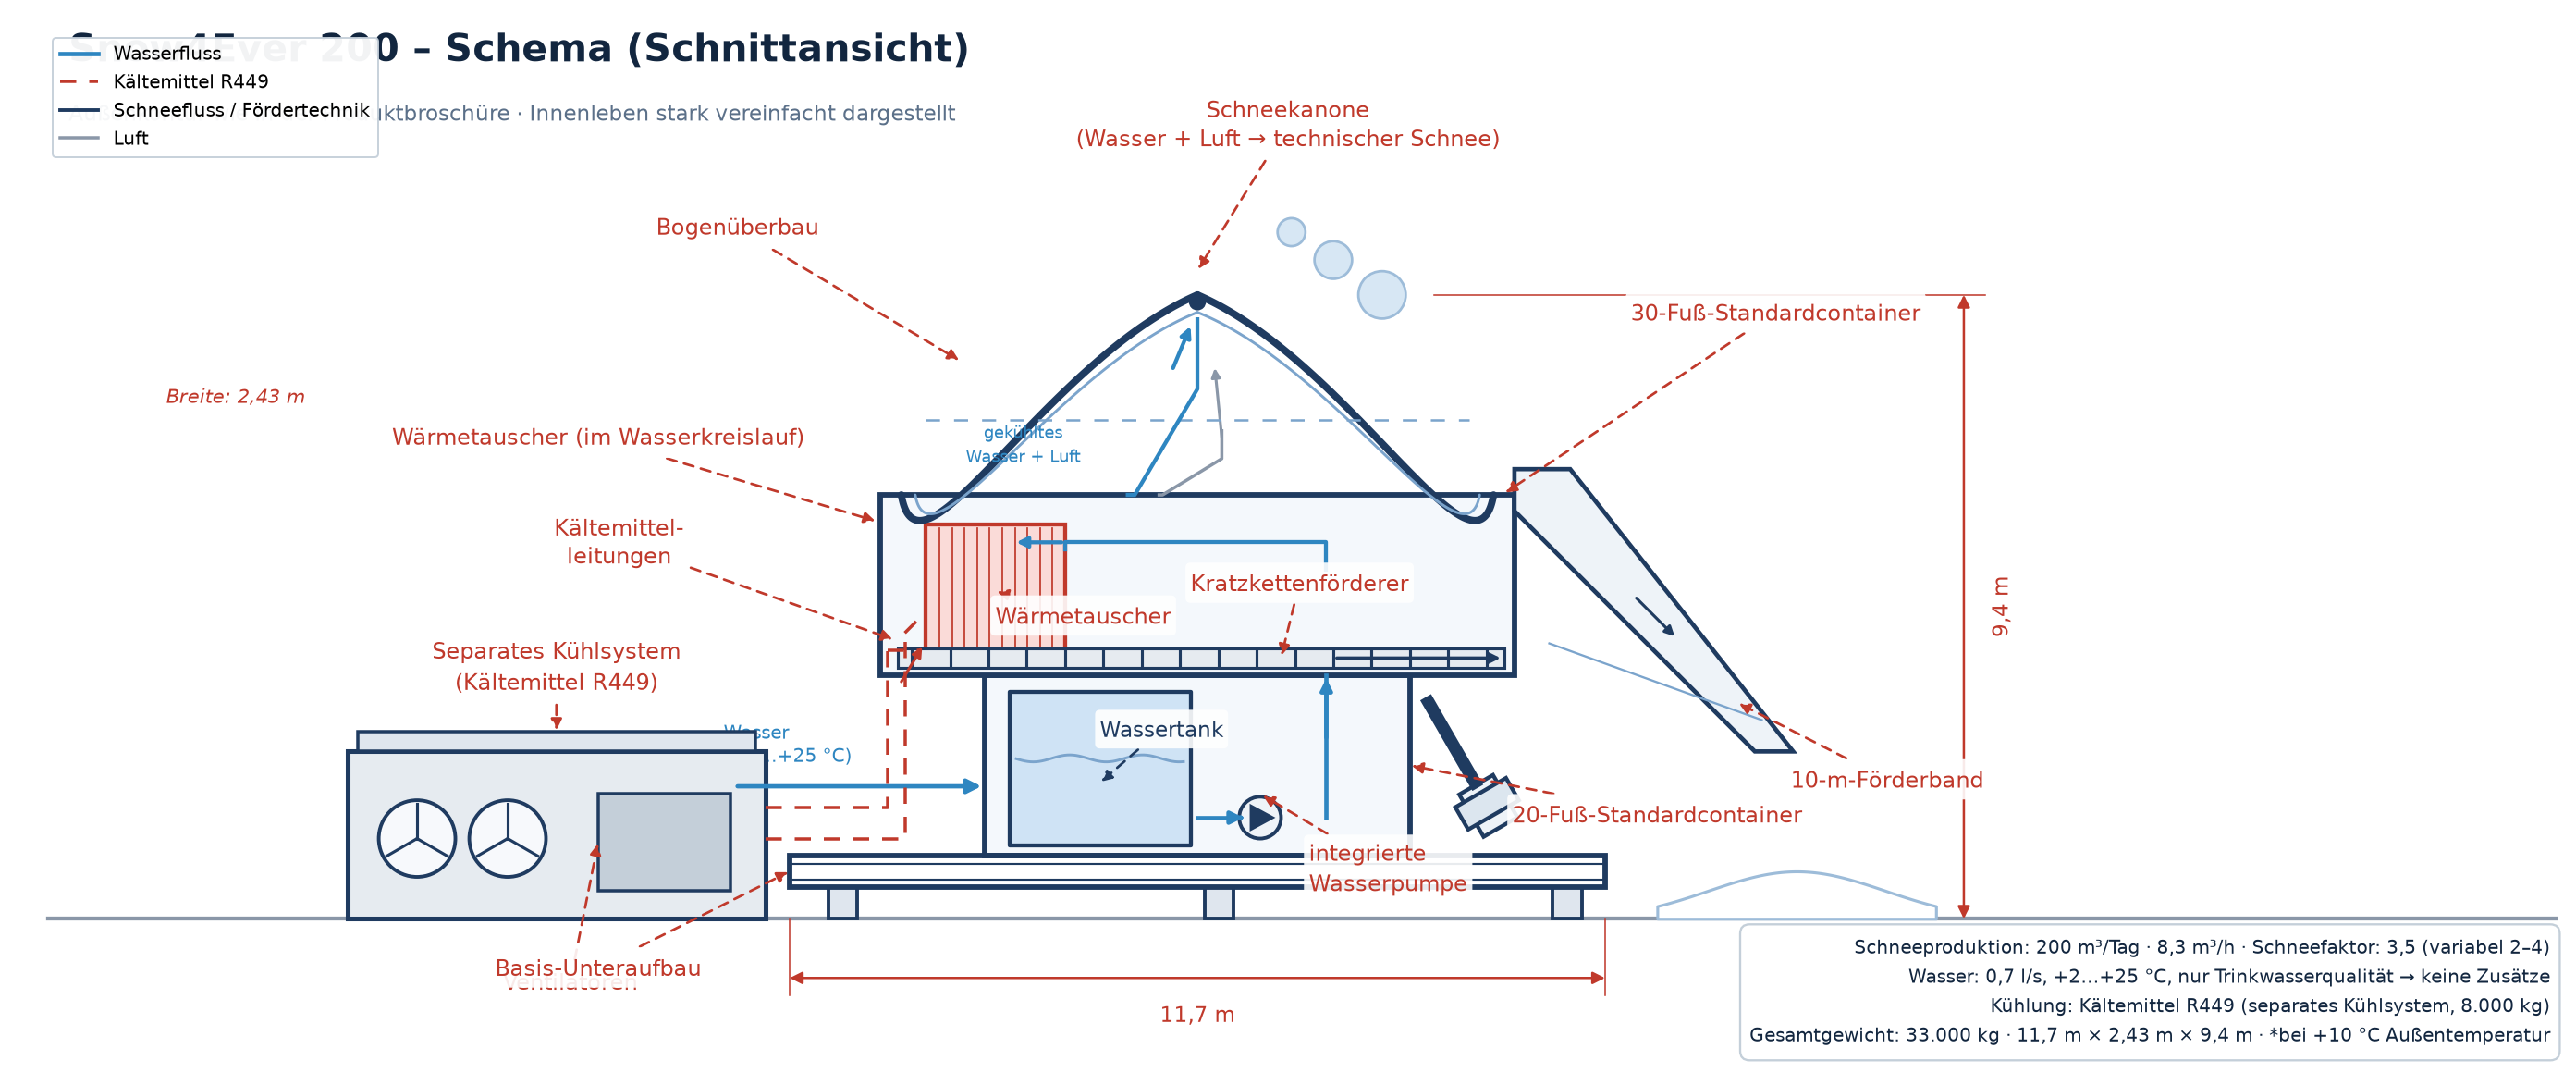 Snow4Ever 200 – Schema (Schnittansicht)
Wasserfluss
Kältemittel R449
Schneefluss / Fördertechnik
Luft
ktbroschüre · Innenleben stark vereinfacht dargestellt
Schneekanone
(Wasser + Luft → technischer Schnee)
Bogenüberbau
30-Fuß-Standardcontainer
Breite: 2,43 m
Wärmetauscher (im Wasserkreislauf)
gekühltes
Wasser + Luft
Kältemittel-
leitungen
Kratzkettenförderer
Wärmetauscher
9,4 m
Separates Kühlsystem
(Kältemittel R449)
Wasser
..+25 °C)
Wassertank
10-m-Förderband
20-Fuß-Standardcontainer
integrierte
Wasserpumpe
Basis-Unteraufbau
Ventilatoren
11,7 m
Schneeproduktion: 200 m³/Tag · 8,3 m³/h · Schneefaktor: 3,5 (variabel 2–4)
Wasser: 0,7 l/s, +2…+25 °C, nur Trinkwasserqualität → keine Zusätze
Kühlung: Kältemittel R449 (separates Kühlsystem, 8.000 kg)
Gesamtgewicht: 33.000 kg · 11,7 m × 2,43 m × 9,4 m · *bei +10 °C Außentemperatur